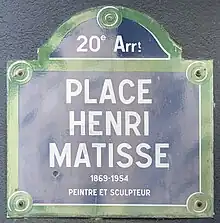 20e Arrt
PLACE
HENRI
MATISSE
1869-1954
PEINTRE ET SCULPTEUR